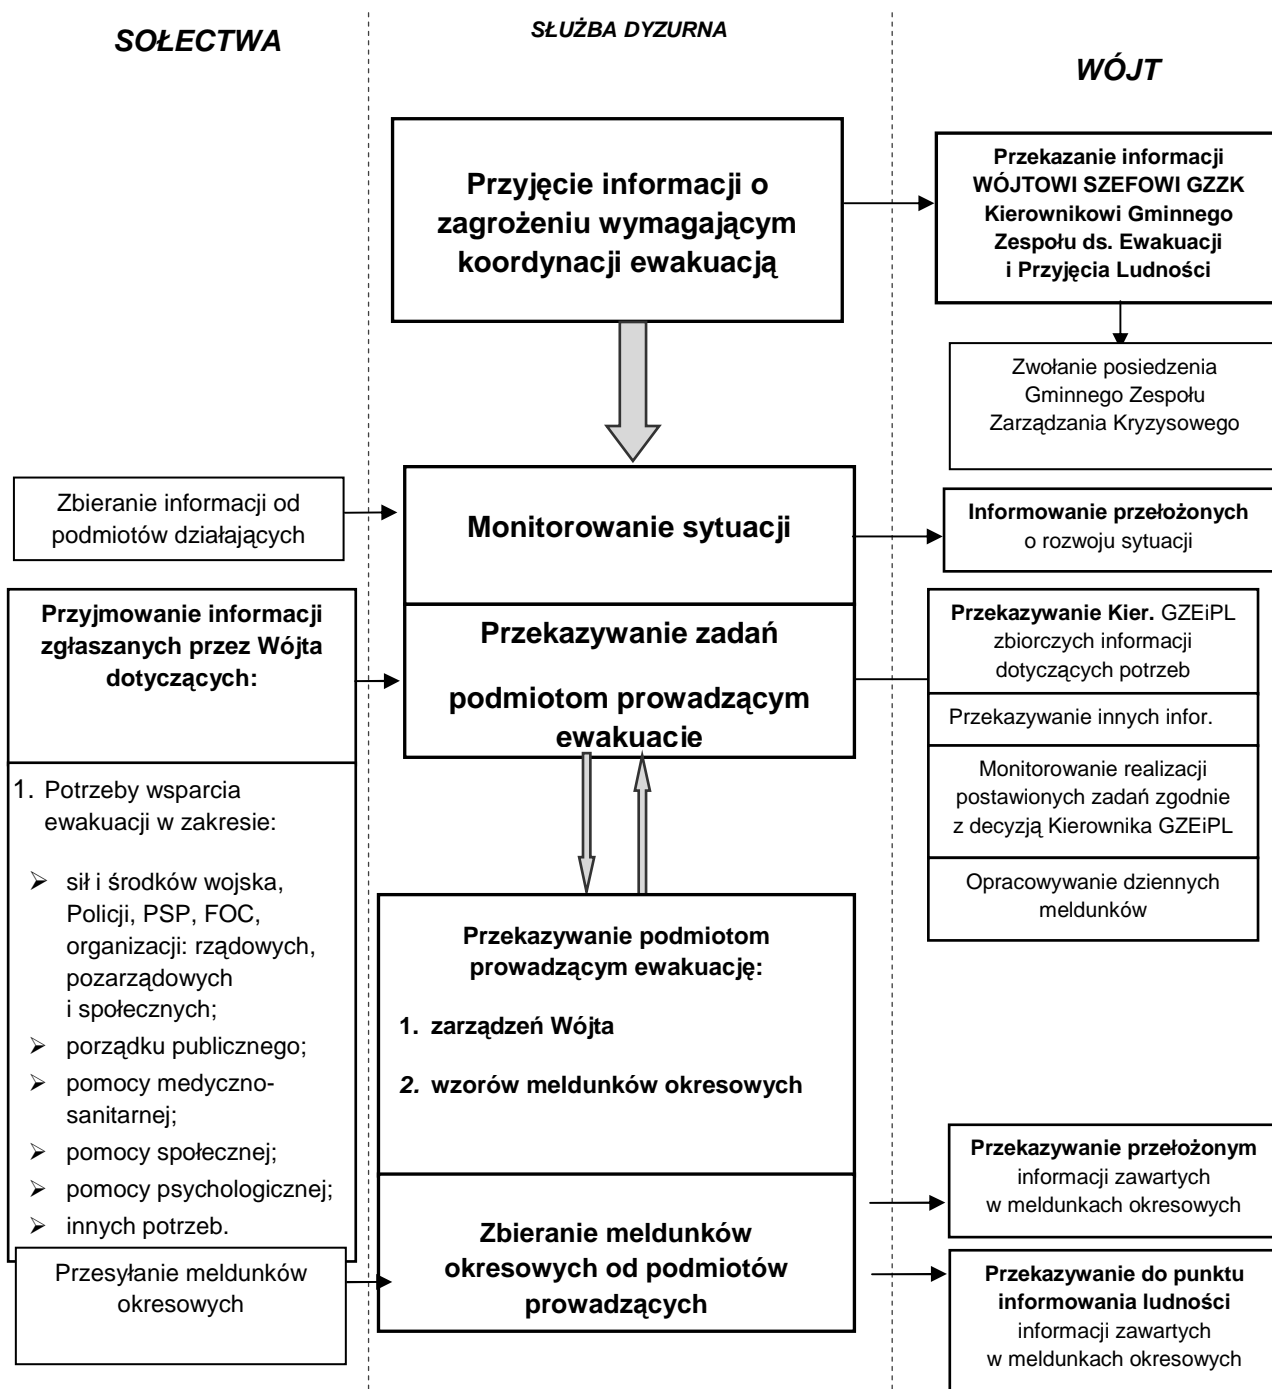 SOŁECTWA
SŁUŻBA DYZURNA
WÓJT
Przyjęcie informacji o
zagrożeniu wymagającym
koordynacji ewakuacją
Przekazanie informacji
WÓJTOWI SZEFOWI GZZK
Kierownikowi Gminnego
Zespołu ds. Ewakuacji
i Przyjęcia Ludności
Zwołanie posiedzenia
Gminnego Zespołu
Zarządzania Kryzysowego
Zbieranie informacji od
podmiotów działających
Monitorowanie sytuacji
Informowanie przełożonych
o rozwoju sytuacji
Przyjmowanie informacji
zgłaszanych przez Wójta
dotyczących:
Przekazywanie zadań
podmiotom prowadzącym
ewakuacie
Przekazywanie Kier. GZEiPL
zbiorczych informacji
dotyczących potrzeb
Przekazywanie innych infor.
Monitorowanie realizacji
postawionych zadań zgodnie
z decyzją Kierownika GZEiPL
Opracowywanie dziennych
meldunków
1. Potrzeby wsparcia
ewakuacji w zakresie:
➢ sił i środków wojska,
Policji, PSP, FOC,
organizacji: rządowych,
pozarządowych
i społecznych;
➢ porządku publicznego;
➢ pomocy medyczno-
sanitarnej;
➢ pomocy społecznej;
➢ pomocy psychologicznej;
➢ innych potrzeb.
Przekazywanie podmiotom
prowadzącym ewakuację:
1. zarządzeń Wójta
2. wzorów meldunków okresowych
Przesyłanie meldunków
okresowych
Zbieranie meldunków
okresowych od podmiotów
prowadzących
Przekazywanie przełożonym
informacji zawartych
w meldunkach okresowych
Przekazywanie do punktu
informowania ludności
informacji zawartych
w meldunkach okresowych